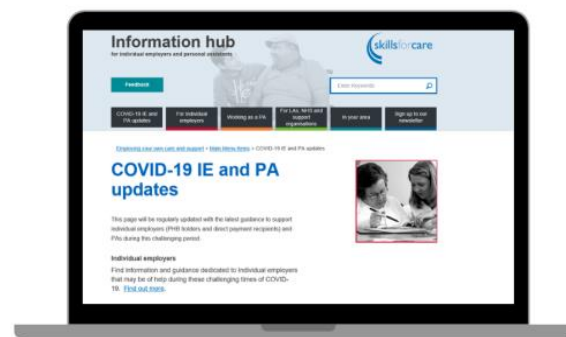 Information hub
for individual employers and personal assistants
skillsforcare
Feedback
Enter keywords
COVID-19 IE and PA updates
For individual employers
Working as a PA
For LAs, NHS and support organisations
In your area
Sign up to our newsletter
Employing your own care and support > Main Menu Items > COVID-19 IE and PA updates
COVID-19 IE and PA
updates
This page will be regularly updated with the latest guidance to support
individual employers (PHB holders and direct payment recipients) and
PAs during this challenging period.
Individual employers
Find information and guidance dedicated to Individual employers
that may be of help during these challenging times of COVID-
19. Find out more.